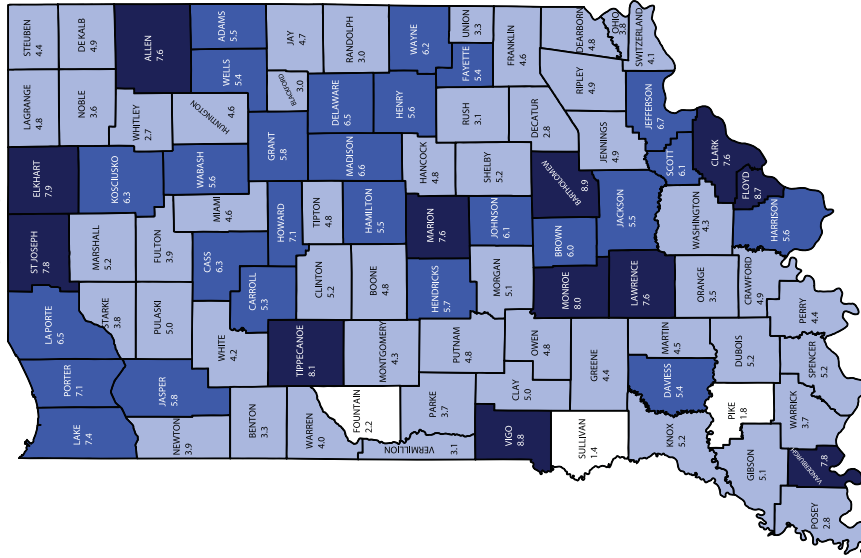 LAKE
7.4
PORTER
7.1
LA PORTE
6.5
ST JOSEPH
7.8
ELKHART
7.9
LAGRANGE
4.8
STEUBEN
4.4
NOBLE
3.6
DE KALB
4.9
STARKE
3.8
MARSHALL
5.2
KOSCIUSKO
6.3
WHITLEY
2.7
ALLEN
7.6
NEWTON
3.9
JASPER
5.8
PULASKI
5.0
FULTON
3.9
WABASH
5.6
HUNTINGTON
4.6
WELLS
5.4
ADAMS
5.5
WHITE
4.2
CASS
6.3
MIAMI
4.6
BENTON
3.3
CARROLL
5.3
HOWARD
7.1
GRANT
5.8
BLACKFORD
3.0
JAY
4.7
WARREN
4.0
TIPPECANOE
8.1
CLINTON
5.2
TIPTON
4.8
MADISON
6.6
DELAWARE
6.5
RANDOLPH
3.0
FOUNTAIN
2.2
MONTGOMERY
4.3
BOONE
4.8
HAMILTON
5.5
HENRY
5.6
WAYNE
6.2
VERMILLION
3.1
PARKE
3.7
PUTNAM
4.8
HENDRICKS
5.7
MARION
7.6
HANCOCK
4.8
RUSH
3.1
FAYETTE
5.4
UNION
3.3
VIGO
8.8
CLAY
5.0
OWEN
4.8
MORGAN
5.1
JOHNSON
6.1
SHELBY
5.2
DECATUR
2.8
FRANKLIN
4.6
SULLIVAN
1.4
GREENE
4.4
MONROE
8.0
BROWN
6.0
BARTHOLOMEW
8.9
JENNINGS
4.9
RIPLEY
4.9
DEARBORN
4.8
OHIO
3.8
SWITZERLAND
4.1
KNOX
5.2
DAVIESS
5.4
MARTIN
4.5
LAWRENCE
7.6
JACKSON
5.5
SCOTT
6.1
JEFFERSON
6.7
GIBSON
5.1
PIKE
1.8
DUBOIS
5.2
ORANGE
3.5
WASHINGTON
4.3
CLARK
7.6
FLOYD
8.7
POSEY
2.8
VANDERBURGH
7.8
WARRICK
3.7
SPENCER
5.2
PERRY
4.4
CRAWFORD
4.9
HARRISON
5.6